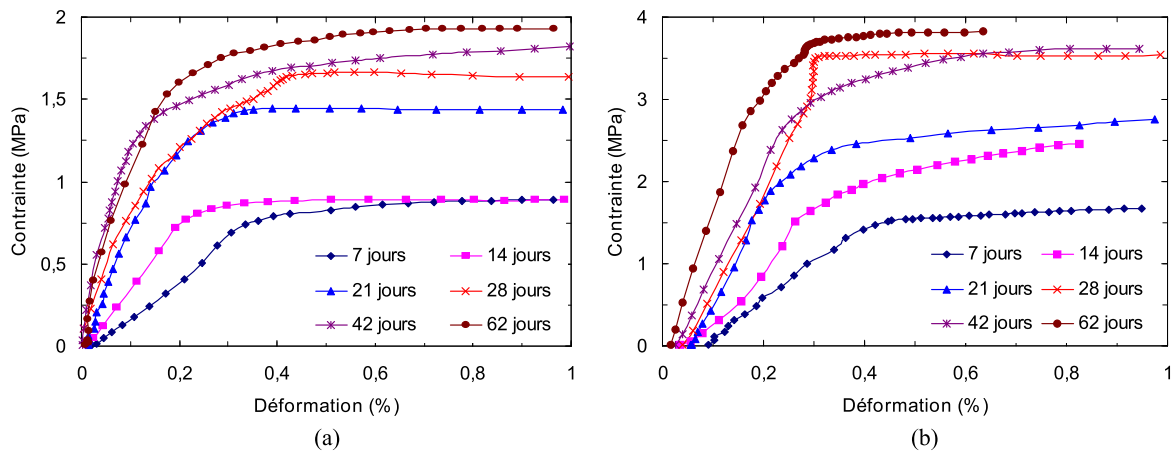 2
1,5
1
0,5
0
0
0,2
0,4
0,6
0,8
1
Contrainte (MPa)
Déformation (%)
7 jours
14 jours
21 jours
28 jours
42 jours
62 jours
(a)
4
3
2
1
0
0
0,2
0,4
0,6
0,8
1
Contrainte (MPa)
Déformation (%)
7 jours
14 jours
21 jours
28 jours
42 jours
62 jours
(b)